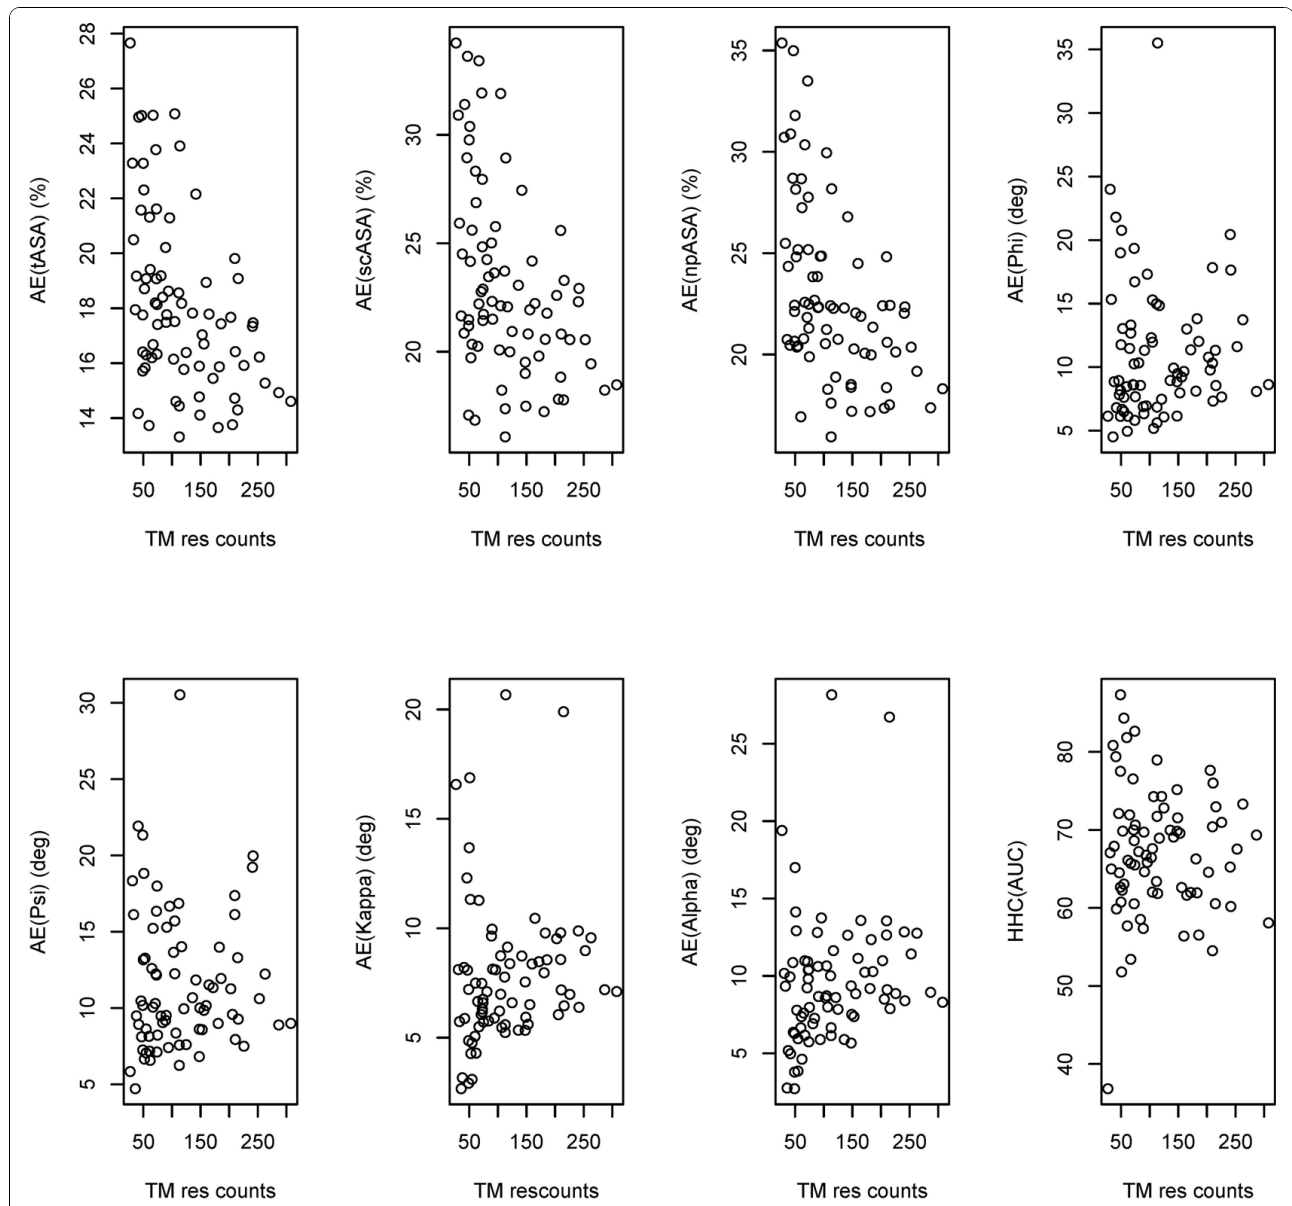 AE(tASA) (%)
28
26
24
22
20
18
16
14
50 150 250
TM res counts
AE(scASA) (%)
30
25
20
50 150 250
TM res counts
AE(npASA) (%)
35
30
25
20
50 150 250
TM res counts
AE(Phi) (deg)
35
30
25
20
15
10
5
50 150 250
TM res counts
AE(Psi) (deg)
30
25
20
15
10
5
50 150 250
TM res counts
AE(Kappa) (deg)
20
15
10
5
50 150 250
TM rescounts
AE(Alpha) (deg)
25
20
15
10
5
50 150 250
TM res counts
HHC(AUC)
80
70
60
50
40
50 150 250
TM res counts